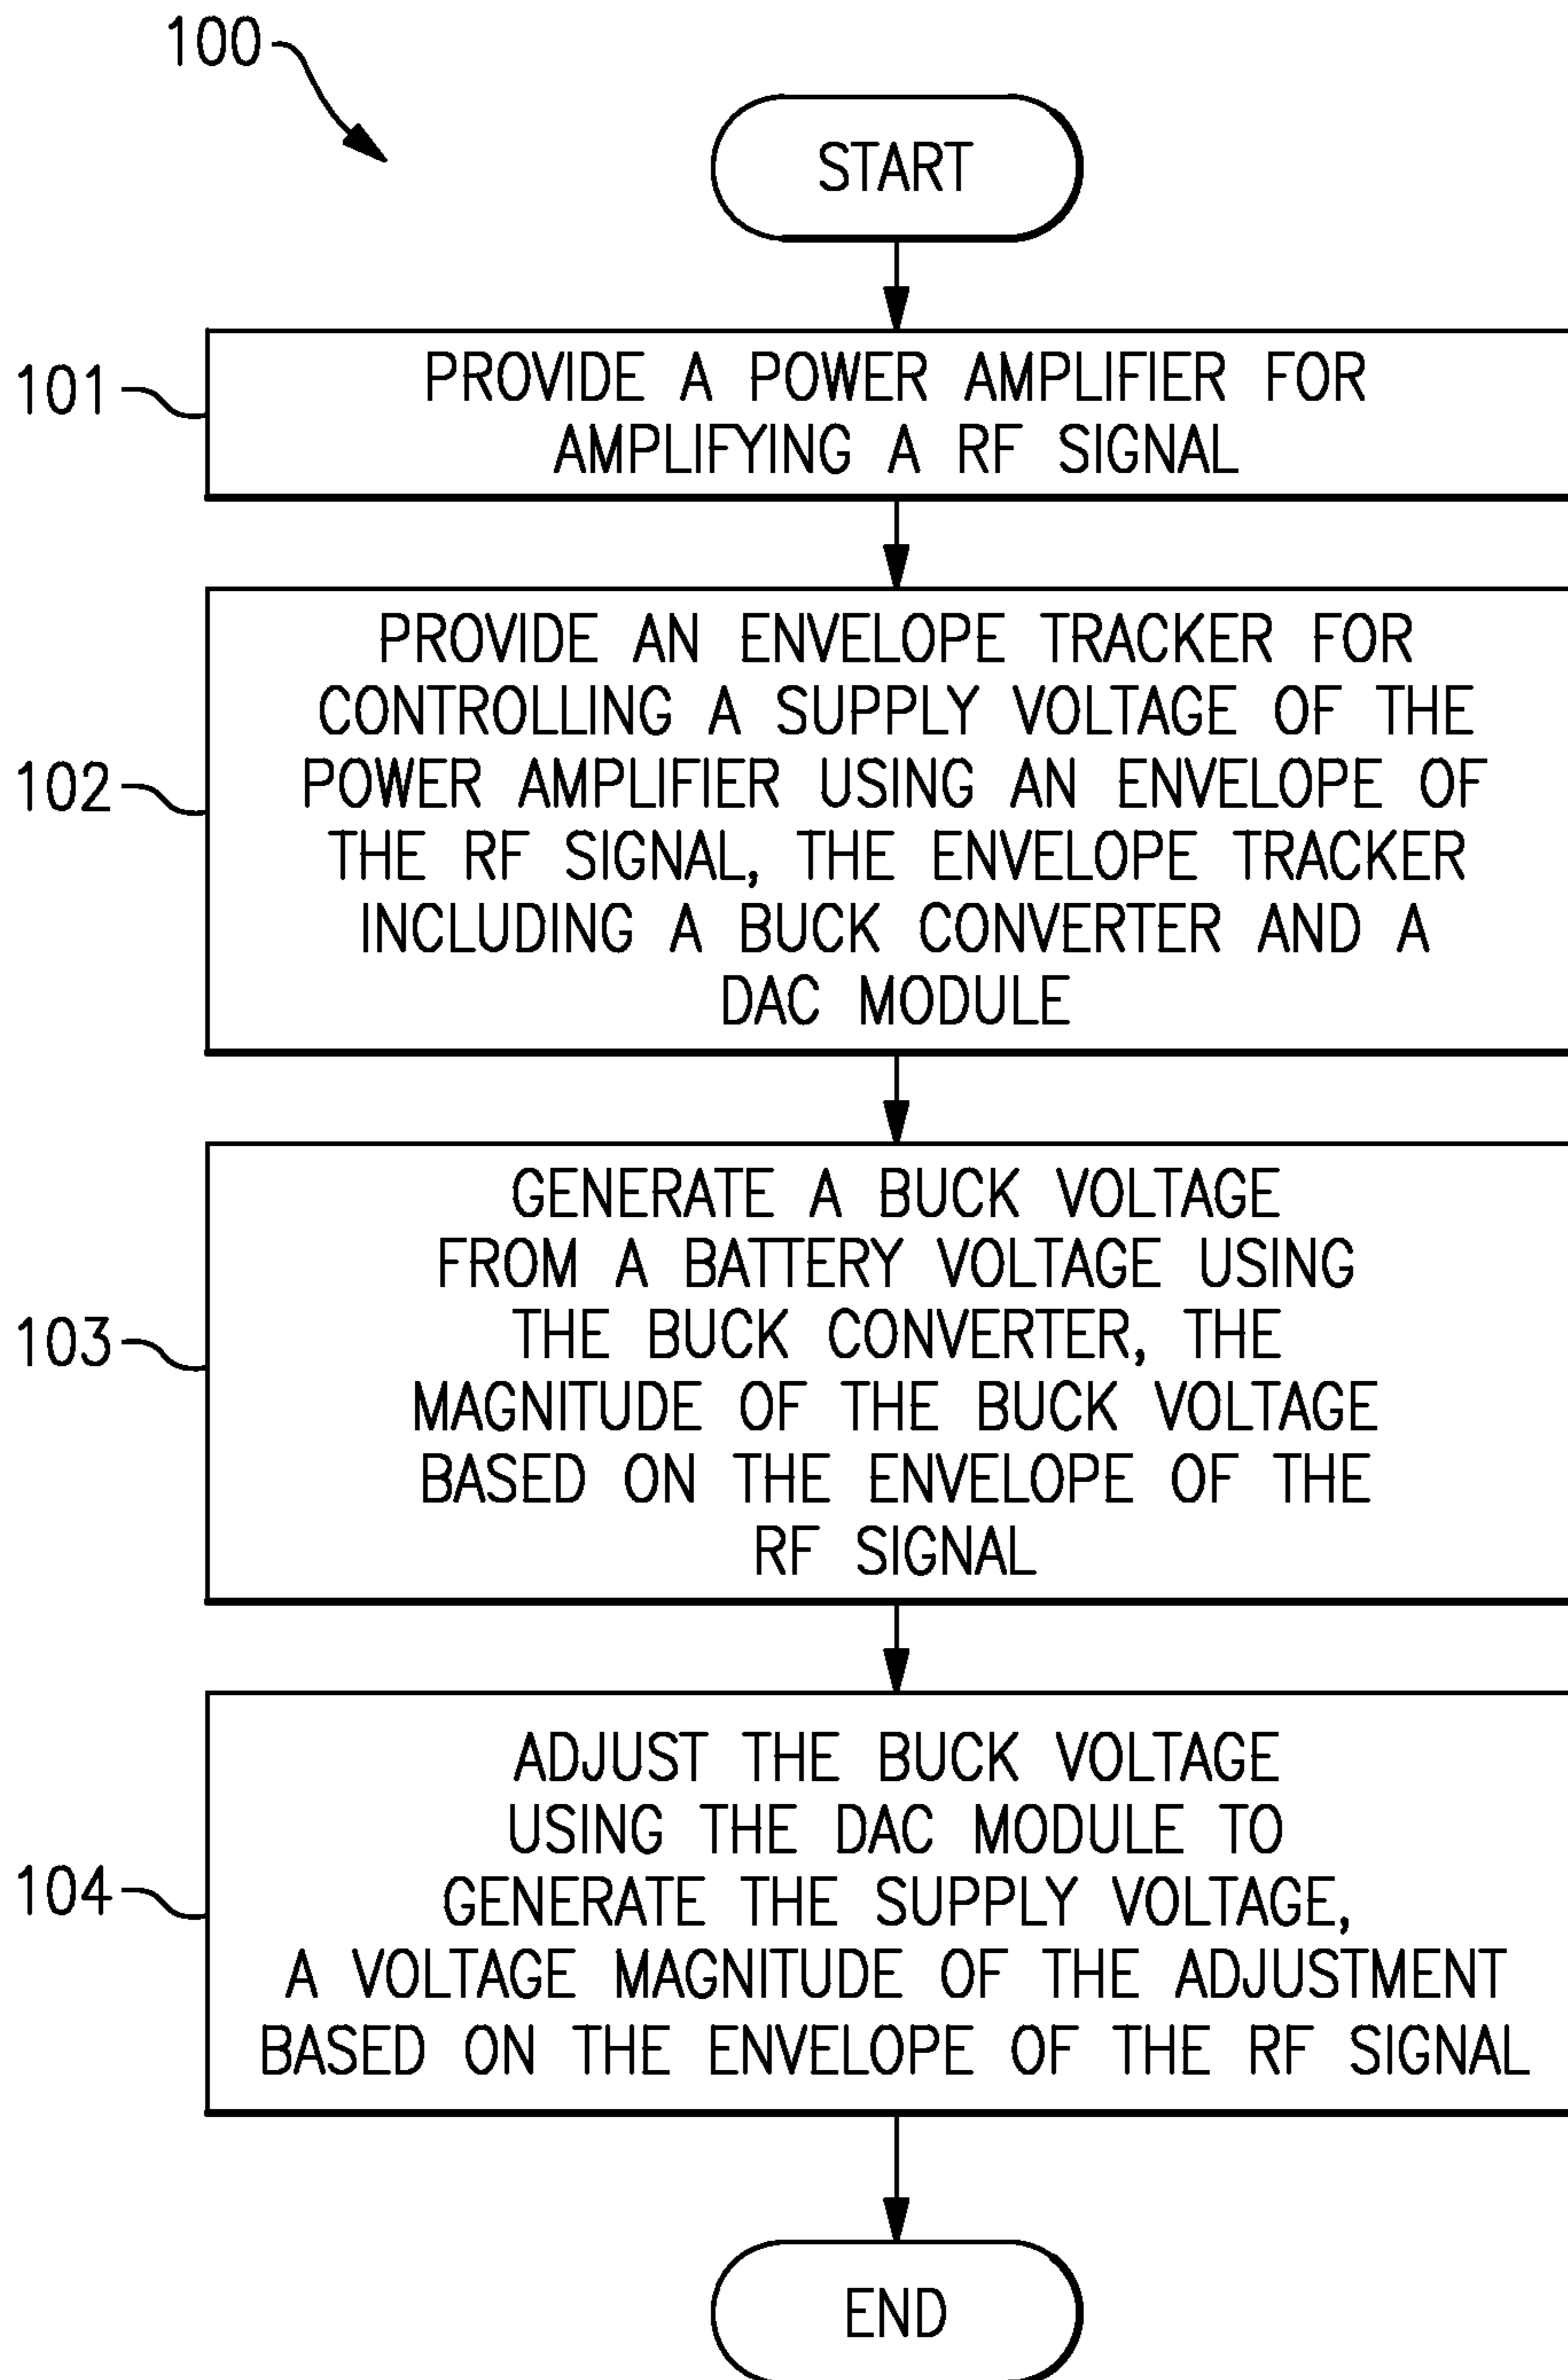 100
START
101
PROVIDE A POWER AMPLIFIER FOR
AMPLIFYING A RF SIGNAL
102
PROVIDE AN ENVELOPE TRACKER FOR
CONTROLLING A SUPPLY VOLTAGE OF THE
POWER AMPLIFIER USING AN ENVELOPE OF
THE RF SIGNAL, THE ENVELOPE TRACKER
INCLUDING A BUCK CONVERTER AND A
DAC MODULE
103
GENERATE A BUCK VOLTAGE
FROM A BATTERY VOLTAGE USING
THE BUCK CONVERTER, THE
MAGNITUDE OF THE BUCK VOLTAGE
BASED ON THE ENVELOPE OF THE
RF SIGNAL
104
ADJUST THE BUCK VOLTAGE
USING THE DAC MODULE TO
GENERATE THE SUPPLY VOLTAGE,
A VOLTAGE MAGNITUDE OF THE ADJUSTMENT
BASED ON THE ENVELOPE OF THE RF SIGNAL
END